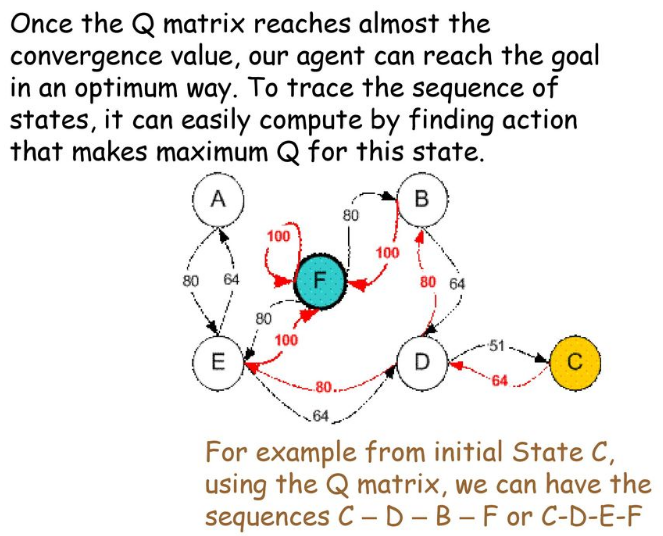 Once the Q matrix reaches almost the
convergence value, our agent can reach the goal
in an optimum way. To trace the sequence of
states, it can easily compute by finding action
that makes maximum Q for this state.
A
B
80
100
100
80
64
F
80
64
80
100
E
D
51
C
80
64
64
For example from initial State C,
using the Q matrix, we can have the
sequences C – D – B – F or C-D-E-F